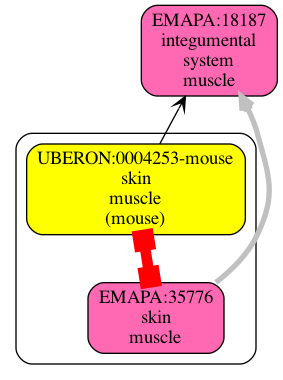 EMAPA:18187
integumental
system
muscle
UBERON:0004253-mouse
skin
muscle
(mouse)
EMAPA:35776
skin
muscle